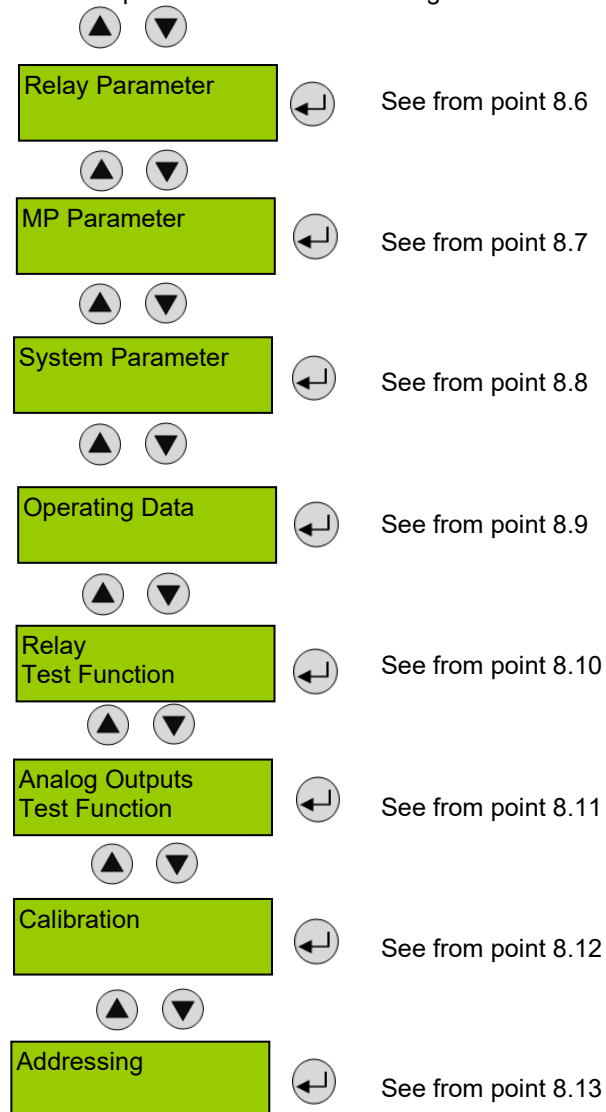 Relay Parameter
See from point 8.6
MP Parameter
See from point 8.7
System Parameter
See from point 8.8
Operating Data
See from point 8.9
Relay
Test Function
See from point 8.10
Analog Outputs
Test Function
See from point 8.11
Calibration
See from point 8.12
Addressing
See from point 8.13